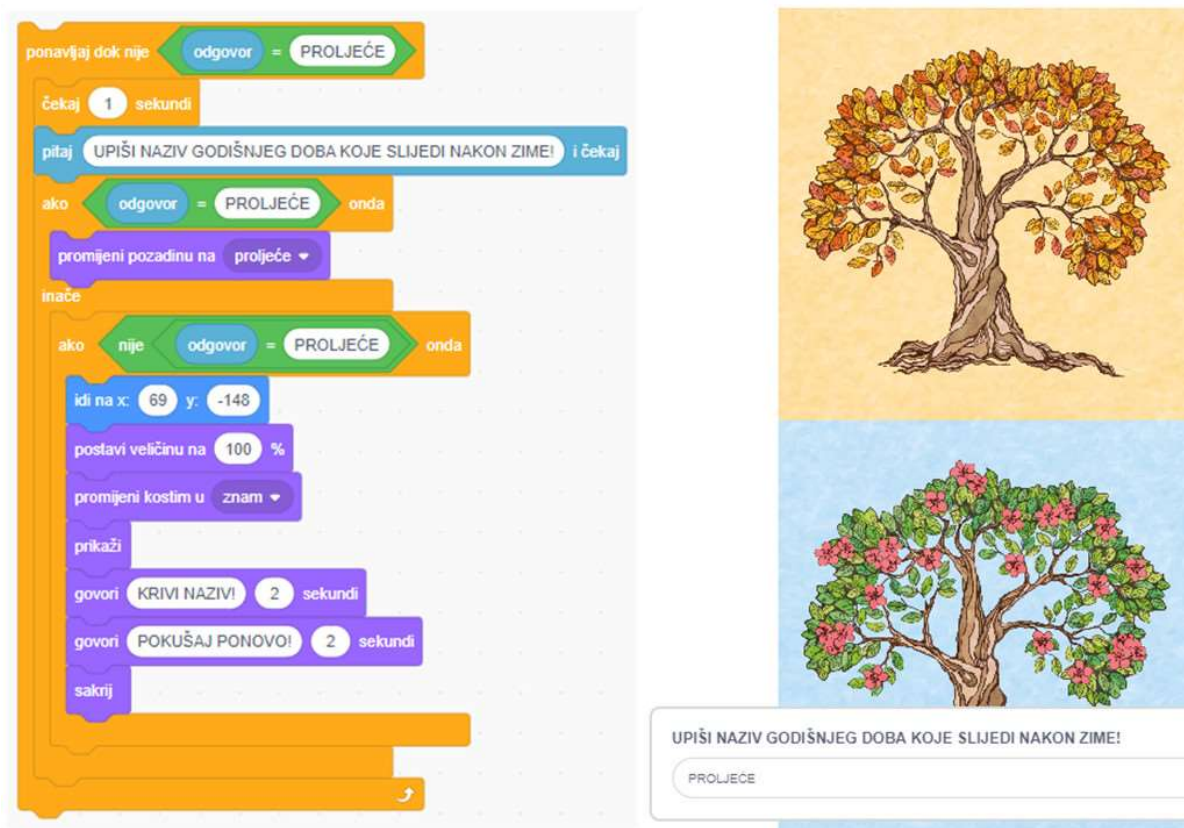 ponavljaj dok nije odgovor = PROLJEĆE
čekaj 1 sekundi
pitaj UPIŠI NAZIV GODIŠNJEG DOBA KOJE SLIJEDI NAKON ZIME! i čekaj
ako odgovor = PROLJEĆE onda
promijeni pozadinu na proljeće
inače
ako nije odgovor = PROLJEĆE onda
idi na x: 69 y: -148
postavi veličinu na 100 %
promijeni kostim u znam
prikaži
govori KRIVI NAZIV! 2 sekundi
govori POKUŠAJ PONOVO! 2 sekundi
sakrij
UPIŠI NAZIV GODIŠNJEG DOBA KOJE SLIJEDI NAKON ZIME!
PROLJEĆE